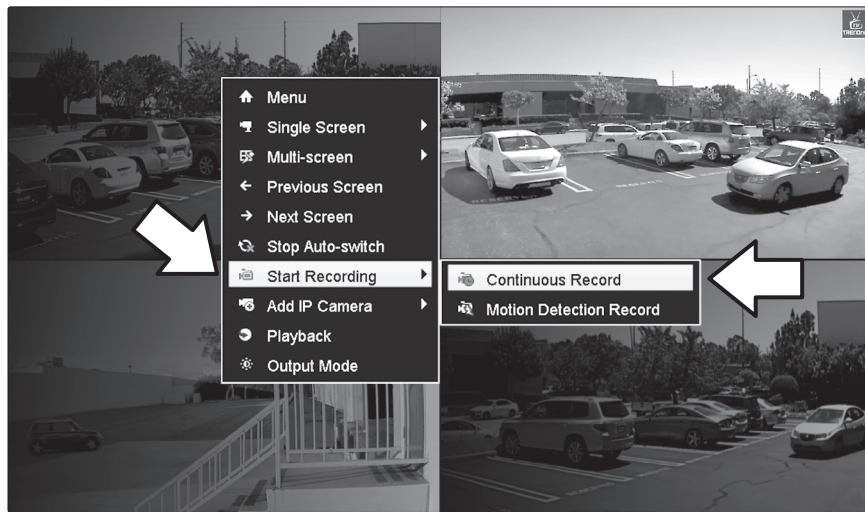 Menu
Single Screen
Multi-screen
Previous Screen
Next Screen
Stop Auto-switch
Start Recording
Add IP Camera
Playback
Output Mode
Continuous Record
Motion Detection Record
RESERVED